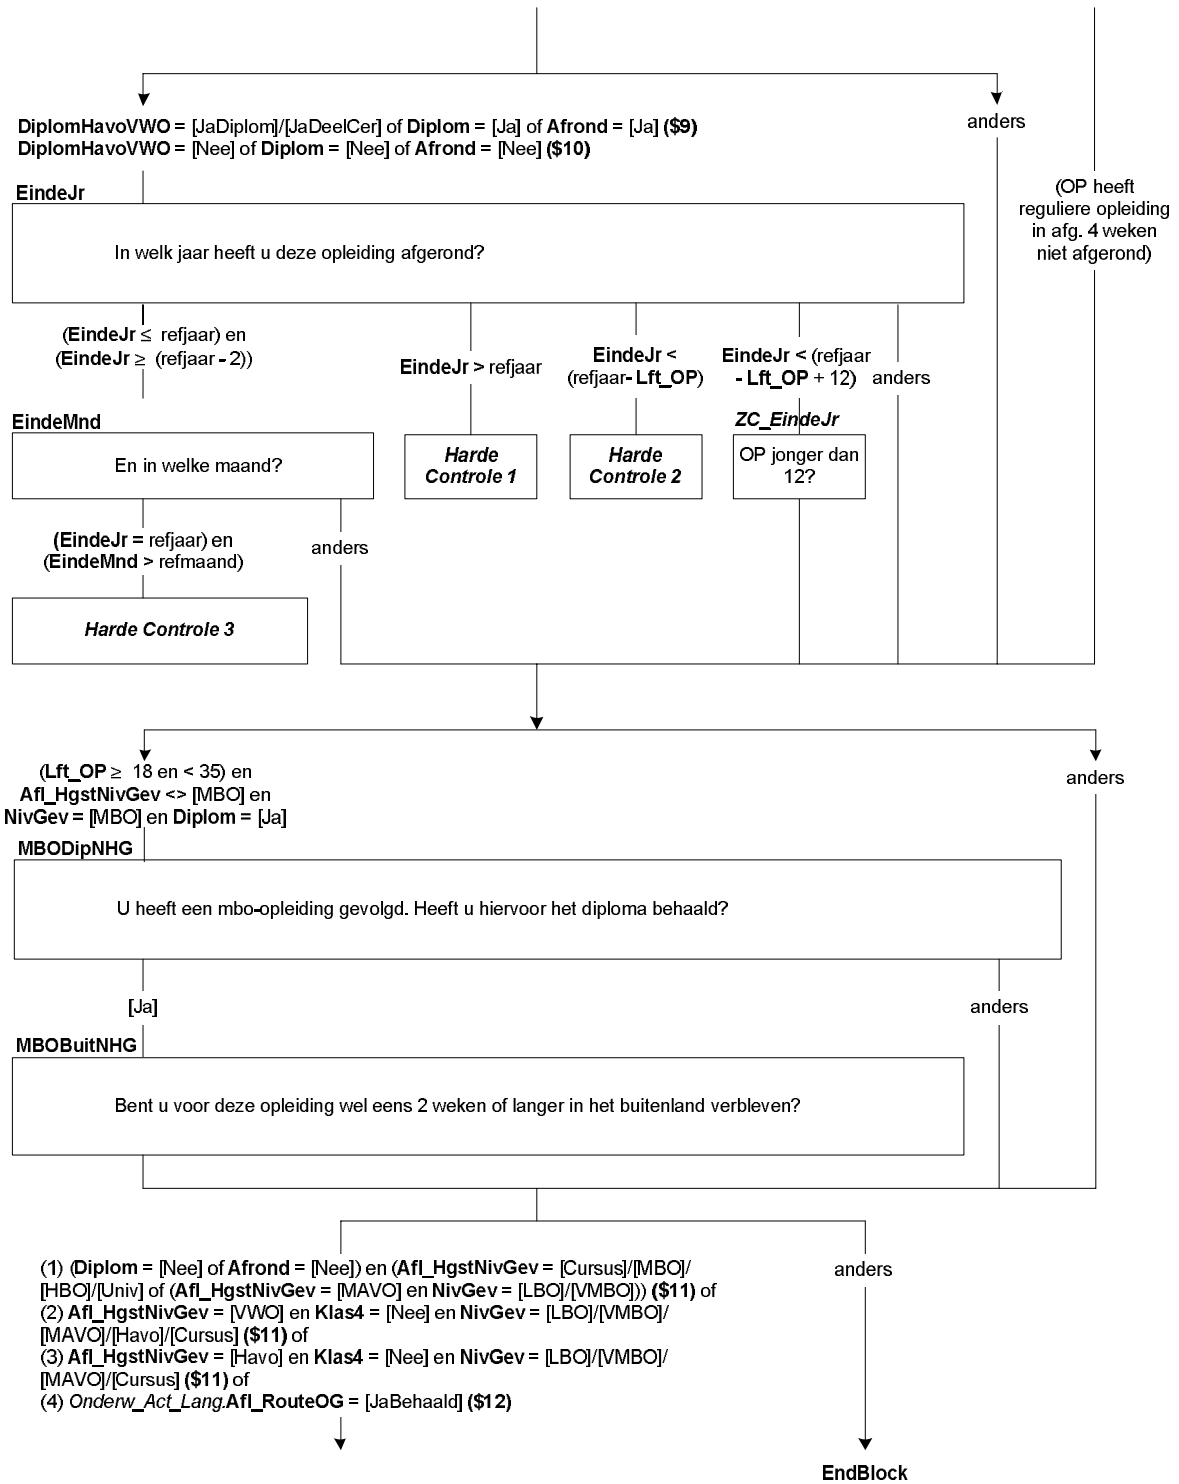 DiplomHavoVWO = [JaDiplom]/[JaDeelCer] of Diplom = [Ja] of Afrond = [Ja] ($9)
DiplomHavoVWO = [Nee] of Diplom = [Nee] of Afrond = [Nee] ($10)
anders
(OP heeft
reguliere opleiding
in afg. 4 weken
niet afgerond)
EindeJr
In welk jaar heeft u deze opleiding afgerond?
(EindeJr ≤ refjaar) en
(EindeJr ≥ (refjaar - 2))
EindeJr > refjaar
EindeJr <
(refjaar- Lft_OP)
EindeJr < (refjaar
- Lft_OP + 12)
anders
EindeMnd
En in welke maand?
Harde
Controle 1
Harde
Controle 2
ZC_EindeJr
OP jonger dan
12?
(EindeJr = refjaar) en
(EindeMnd > refmaand)
anders
Harde Controle 3
(Lft_OP ≥ 18 en < 35) en
Afl_HgstNivGev <> [MBO] en
NivGev = [MBO] en Diplom = [Ja]
anders
MBODipNHG
U heeft een mbo-opleiding gevolgd. Heeft u hiervoor het diploma behaald?
[Ja]
anders
MBOBuitNHG
Bent u voor deze opleiding wel eens 2 weken of langer in het buitenland verbleven?
(1) (Diplom = [Nee] of Afrond = [Nee]) en (Afl_HgstNivGev = [Cursus]/[MBO]/
[HBO]/[Univ] of (Afl_HgstNivGev = [MAVO] en NivGev = [LBO]/[VMBO])) ($11) of
(2) Afl_HgstNivGev = [VWO] en Klas4 = [Nee] en NivGev = [LBO]/[VMBO]/
[MAVO]/[Havo]/[Cursus] ($11) of
(3) Afl_HgstNivGev = [Havo] en Klas4 = [Nee] en NivGev = [LBO]/[VMBO]/
[MAVO]/[Cursus] ($11) of
(4) Onderw_Act_Lang.Afl_RouteOG = [JaBehaald] ($12)
anders
EndBlock